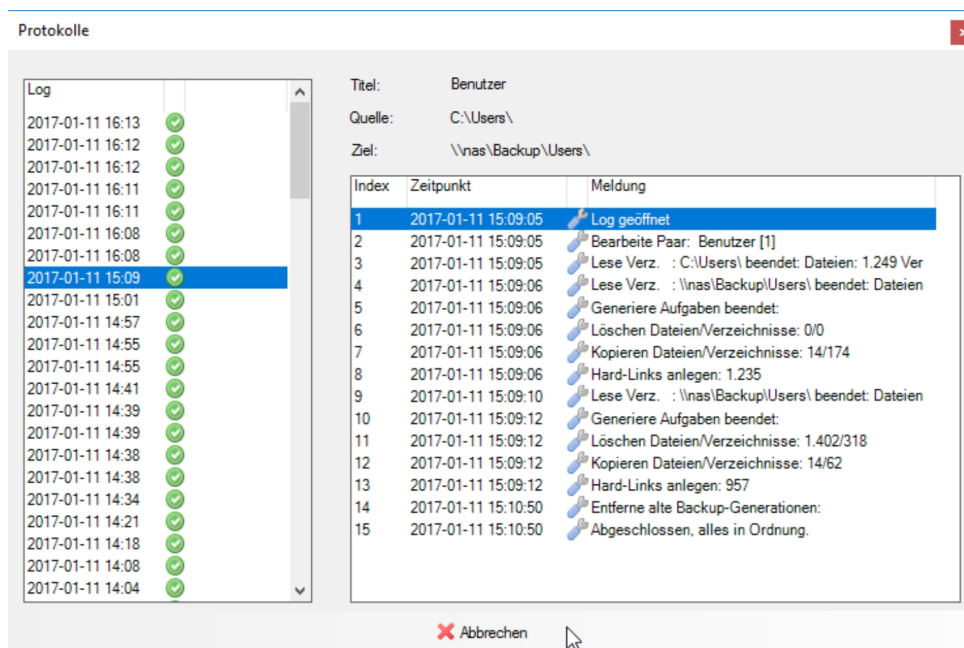 Protokolle
Log
2017-01-11 16:13
2017-01-11 16:12
2017-01-11 16:12
2017-01-11 16:11
2017-01-11 16:11
2017-01-11 16:08
2017-01-11 16:08
2017-01-11 15:09
2017-01-11 15:01
2017-01-11 14:57
2017-01-11 14:55
2017-01-11 14:55
2017-01-11 14:41
2017-01-11 14:39
2017-01-11 14:39
2017-01-11 14:38
2017-01-11 14:38
2017-01-11 14:34
2017-01-11 14:21
2017-01-11 14:18
2017-01-11 14:08
2017-01-11 14:04
Titel: Benutzer
Quelle: C:\Users\
Ziel: \\nas\Backup\Users\
Index Zeitpunkt Meldung
1 2017-01-11 15:09:05 Log geöffnet
2 2017-01-11 15:09:05 Bearbeite Paar: Benutzer [1]
3 2017-01-11 15:09:05 Lese Verz. : C:\Users\ beendet: Dateien: 1.249 Ver
4 2017-01-11 15:09:06 Lese Verz. : \\nas\Backup\Users\ beendet: Dateien
5 2017-01-11 15:09:06 Generiere Aufgaben beendet:
6 2017-01-11 15:09:06 Löschen Dateien/Verzeichnisse: 0/0
7 2017-01-11 15:09:06 Kopieren Dateien/Verzeichnisse: 14/174
8 2017-01-11 15:09:06 Hard-Links anlegen: 1.235
9 2017-01-11 15:09:10 Lese Verz. : \\nas\Backup\Users\ beendet: Dateien
10 2017-01-11 15:09:12 Generiere Aufgaben beendet:
11 2017-01-11 15:09:12 Löschen Dateien/Verzeichnisse: 1.402/318
12 2017-01-11 15:09:12 Kopieren Dateien/Verzeichnisse: 14/62
13 2017-01-11 15:09:12 Hard-Links anlegen: 957
14 2017-01-11 15:10:50 Entferne alte Backup-Generationen:
15 2017-01-11 15:10:50 Abgeschlossen, alles in Ordnung.
Abbrechen